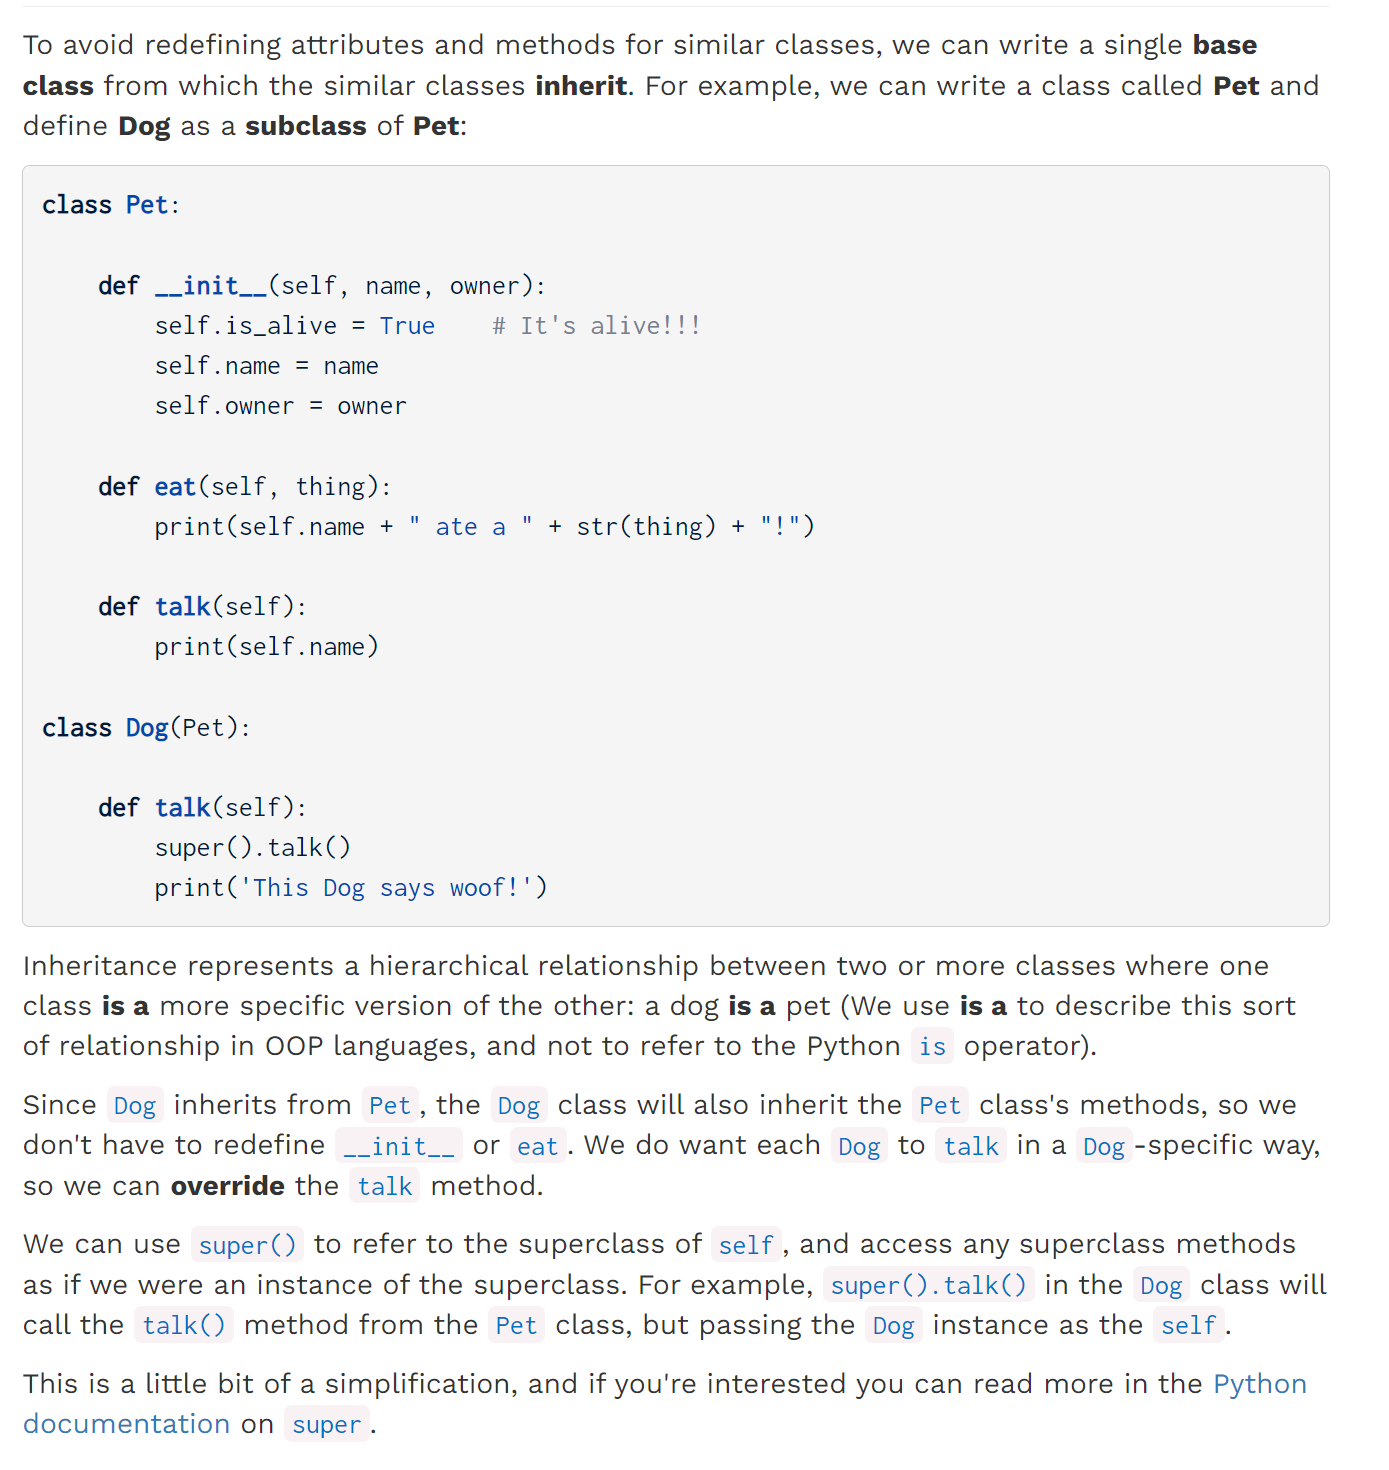 To avoid redefining attributes and methods for similar classes, we can write a single base
class from which the similar classes inherit. For example, we can write a class called Pet and
define Dog as a subclass of Pet:
class Pet:
    def __init__(self, name, owner):
        self.is_alive = True    # It's alive!!!
        self.name = name
        self.owner = owner
    def eat(self, thing):
        print(self.name + " ate a " + str(thing) + "!")
    def talk(self):
        print(self.name)
class Dog(Pet):
    def talk(self):
        super().talk()
        print('This Dog says woof!')
Inheritance represents a hierarchical relationship between two or more classes where one
class is a more specific version of the other: a dog is a pet (We use is a to describe this sort
of relationship in OOP languages, and not to refer to the Python is operator).
Since Dog inherits from Pet, the Dog class will also inherit the Pet class's methods, so we
don't have to redefine __init__ or eat. We do want each Dog to talk in a Dog-specific way,
so we can override the talk method.
We can use super() to refer to the superclass of self, and access any superclass methods
as if we were an instance of the superclass. For example, super().talk() in the Dog class will
call the talk() method from the Pet class, but passing the Dog instance as the self.
This is a little bit of a simplification, and if you're interested you can read more in the Python
documentation on super.